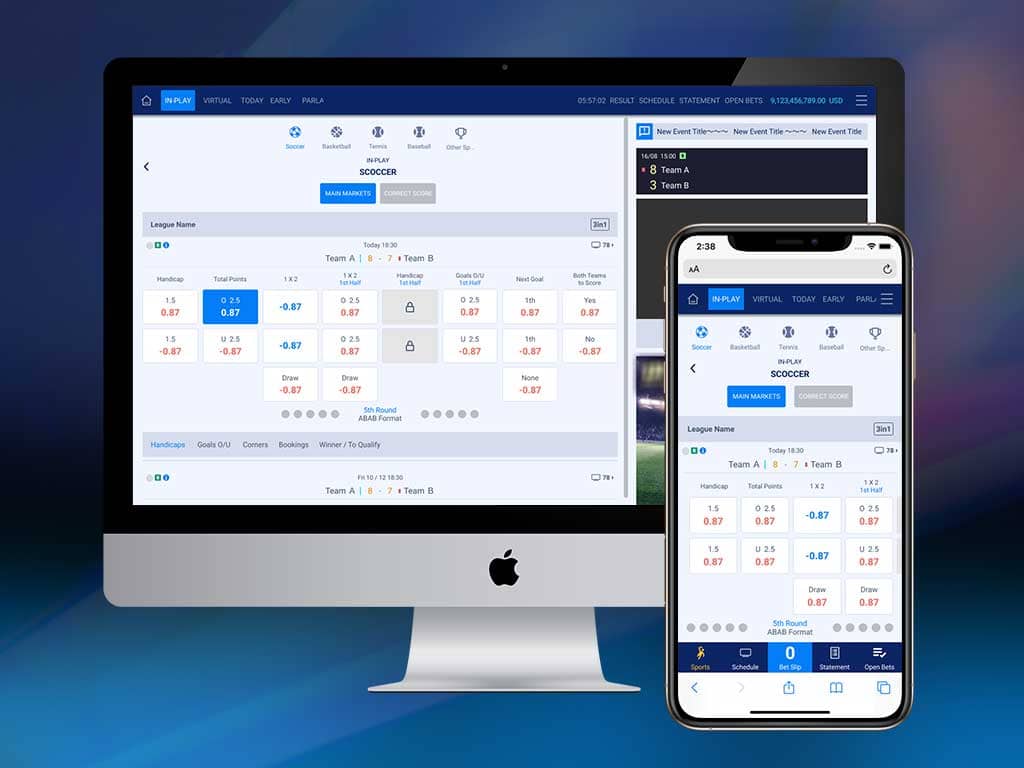 IN-PLAY VIRTUAL TODAY EARLY PARLA 05:57:02 RESULT SCHEDULE STATEMENT OPEN BETS 9,123,456,789.00 USD
Soccer Basketball Tennis Baseball Other Sp...
IN-PLAY
SCOCCER
MAIN MARKETS CORRECT SCORE
League Name 3in1
Today 18:30 78
Team A 8 - 7 Team B
Handicap Total Points 1 X 2 1 X 2 1st Half Handicap 1st Half Goals O/U 1st Half Next Goal Both Teams to Score
1.5 O 2.5 O 2.5 O 2.5 1th Yes
0.87 0.87 -0.87 0.87 0.87 0.87 0.87
1.5 U 2.5 O 2.5 U 2.5 1th No
-0.87 -0.87 -0.87 0.87 -0.87 -0.87 -0.87
Draw Draw None
-0.87 -0.87 -0.87
5th Round
ABAB Format
Handicaps Goals O/U Corners Bookings Winner / To Qualify
Fri 10 / 12 18:30 78
Team A 8 - 7 Team B
New Event Title~~~ New Event Title ~~~ New Event Title
16/08 15:00
8 Team A
3 Team B
2:38
AA
IN-PLAY VIRTUAL TODAY EARLY PARL
Soccer Basketball Tennis Baseball Other Sp...
IN-PLAY
SCOCCER
MAIN MARKETS CORRECT SCORE
League Name 3in1
Today 18:30 78
Team A 8 - 7 Team B
Handicap Total Points 1 X 2 1 X 2 1st Half
1.5 O 2.5 O 2.5
0.87 0.87 -0.87 0.87
1.5 U 2.5 U 2.5
0.87 0.87 -0.87 0.87
Draw Draw
0.87 0.87
5th Round
ABAB Format
0
Sports Schedule Bet Slip Statement Open Bets